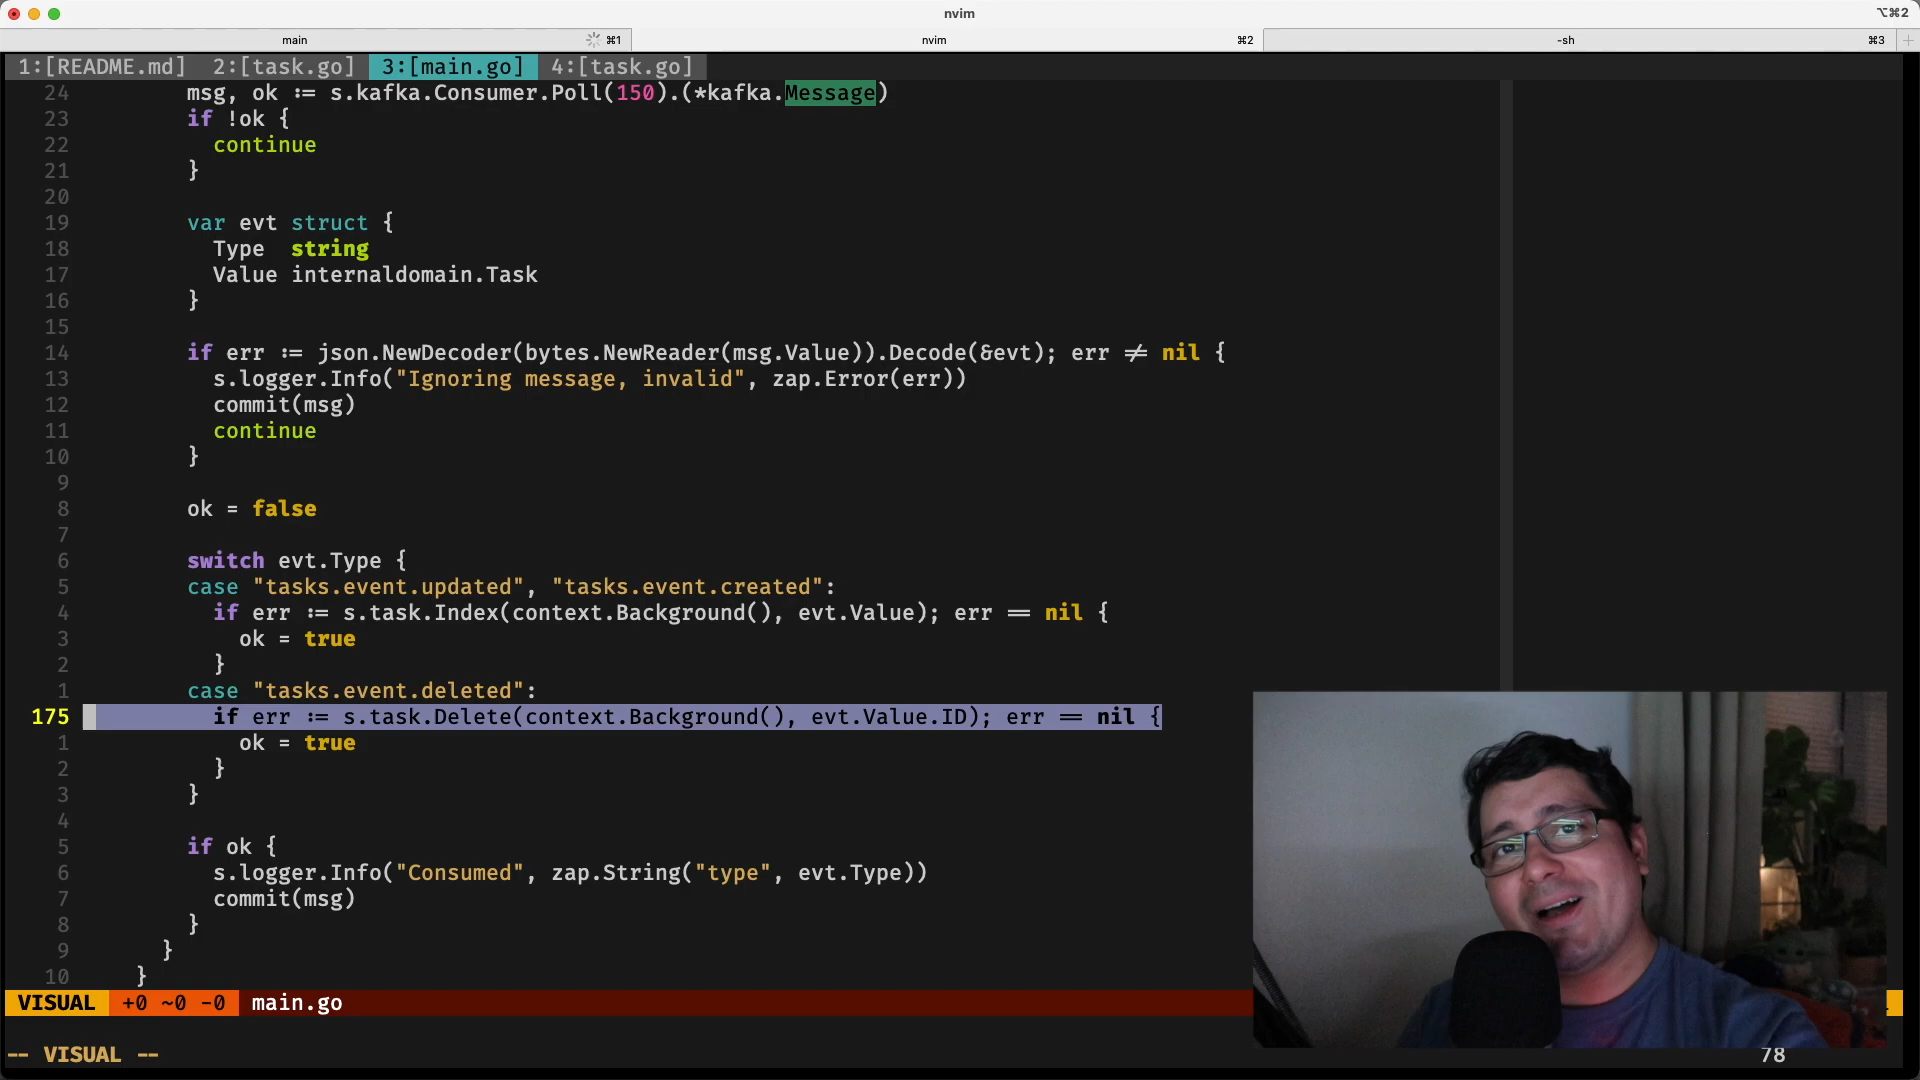 nvim
⌥⌘2
main ⌘1 nvim ⌘2 -sh ⌘3 +
1:[README.md] 2:[task.go] 3:[main.go] 4:[task.go]
24 msg, ok := s.kafka.Consumer.Poll(150).(*kafka.Message)
23 if !ok {
22 continue
21 }
20
19 var evt struct {
18 Type string
17 Value internaldomain.Task
16 }
15
14 if err := json.NewDecoder(bytes.NewReader(msg.Value)).Decode(&evt); err != nil {
13 s.logger.Info("Ignoring message, invalid", zap.Error(err))
12 commit(msg)
11 continue
10 }
9
8 ok = false
7
6 switch evt.Type {
5 case "tasks.event.updated", "tasks.event.created":
4 if err := s.task.Index(context.Background(), evt.Value); err == nil {
3 ok = true
2 }
1 case "tasks.event.deleted":
175 if err := s.task.Delete(context.Background(), evt.Value.ID); err == nil {
1 ok = true
2 }
3 }
4
5 if ok {
6 s.logger.Info("Consumed", zap.String("type", evt.Type))
7 commit(msg)
8 }
9 }
10 }
VISUAL +0 ~0 -0 main.go
-- VISUAL -- 78